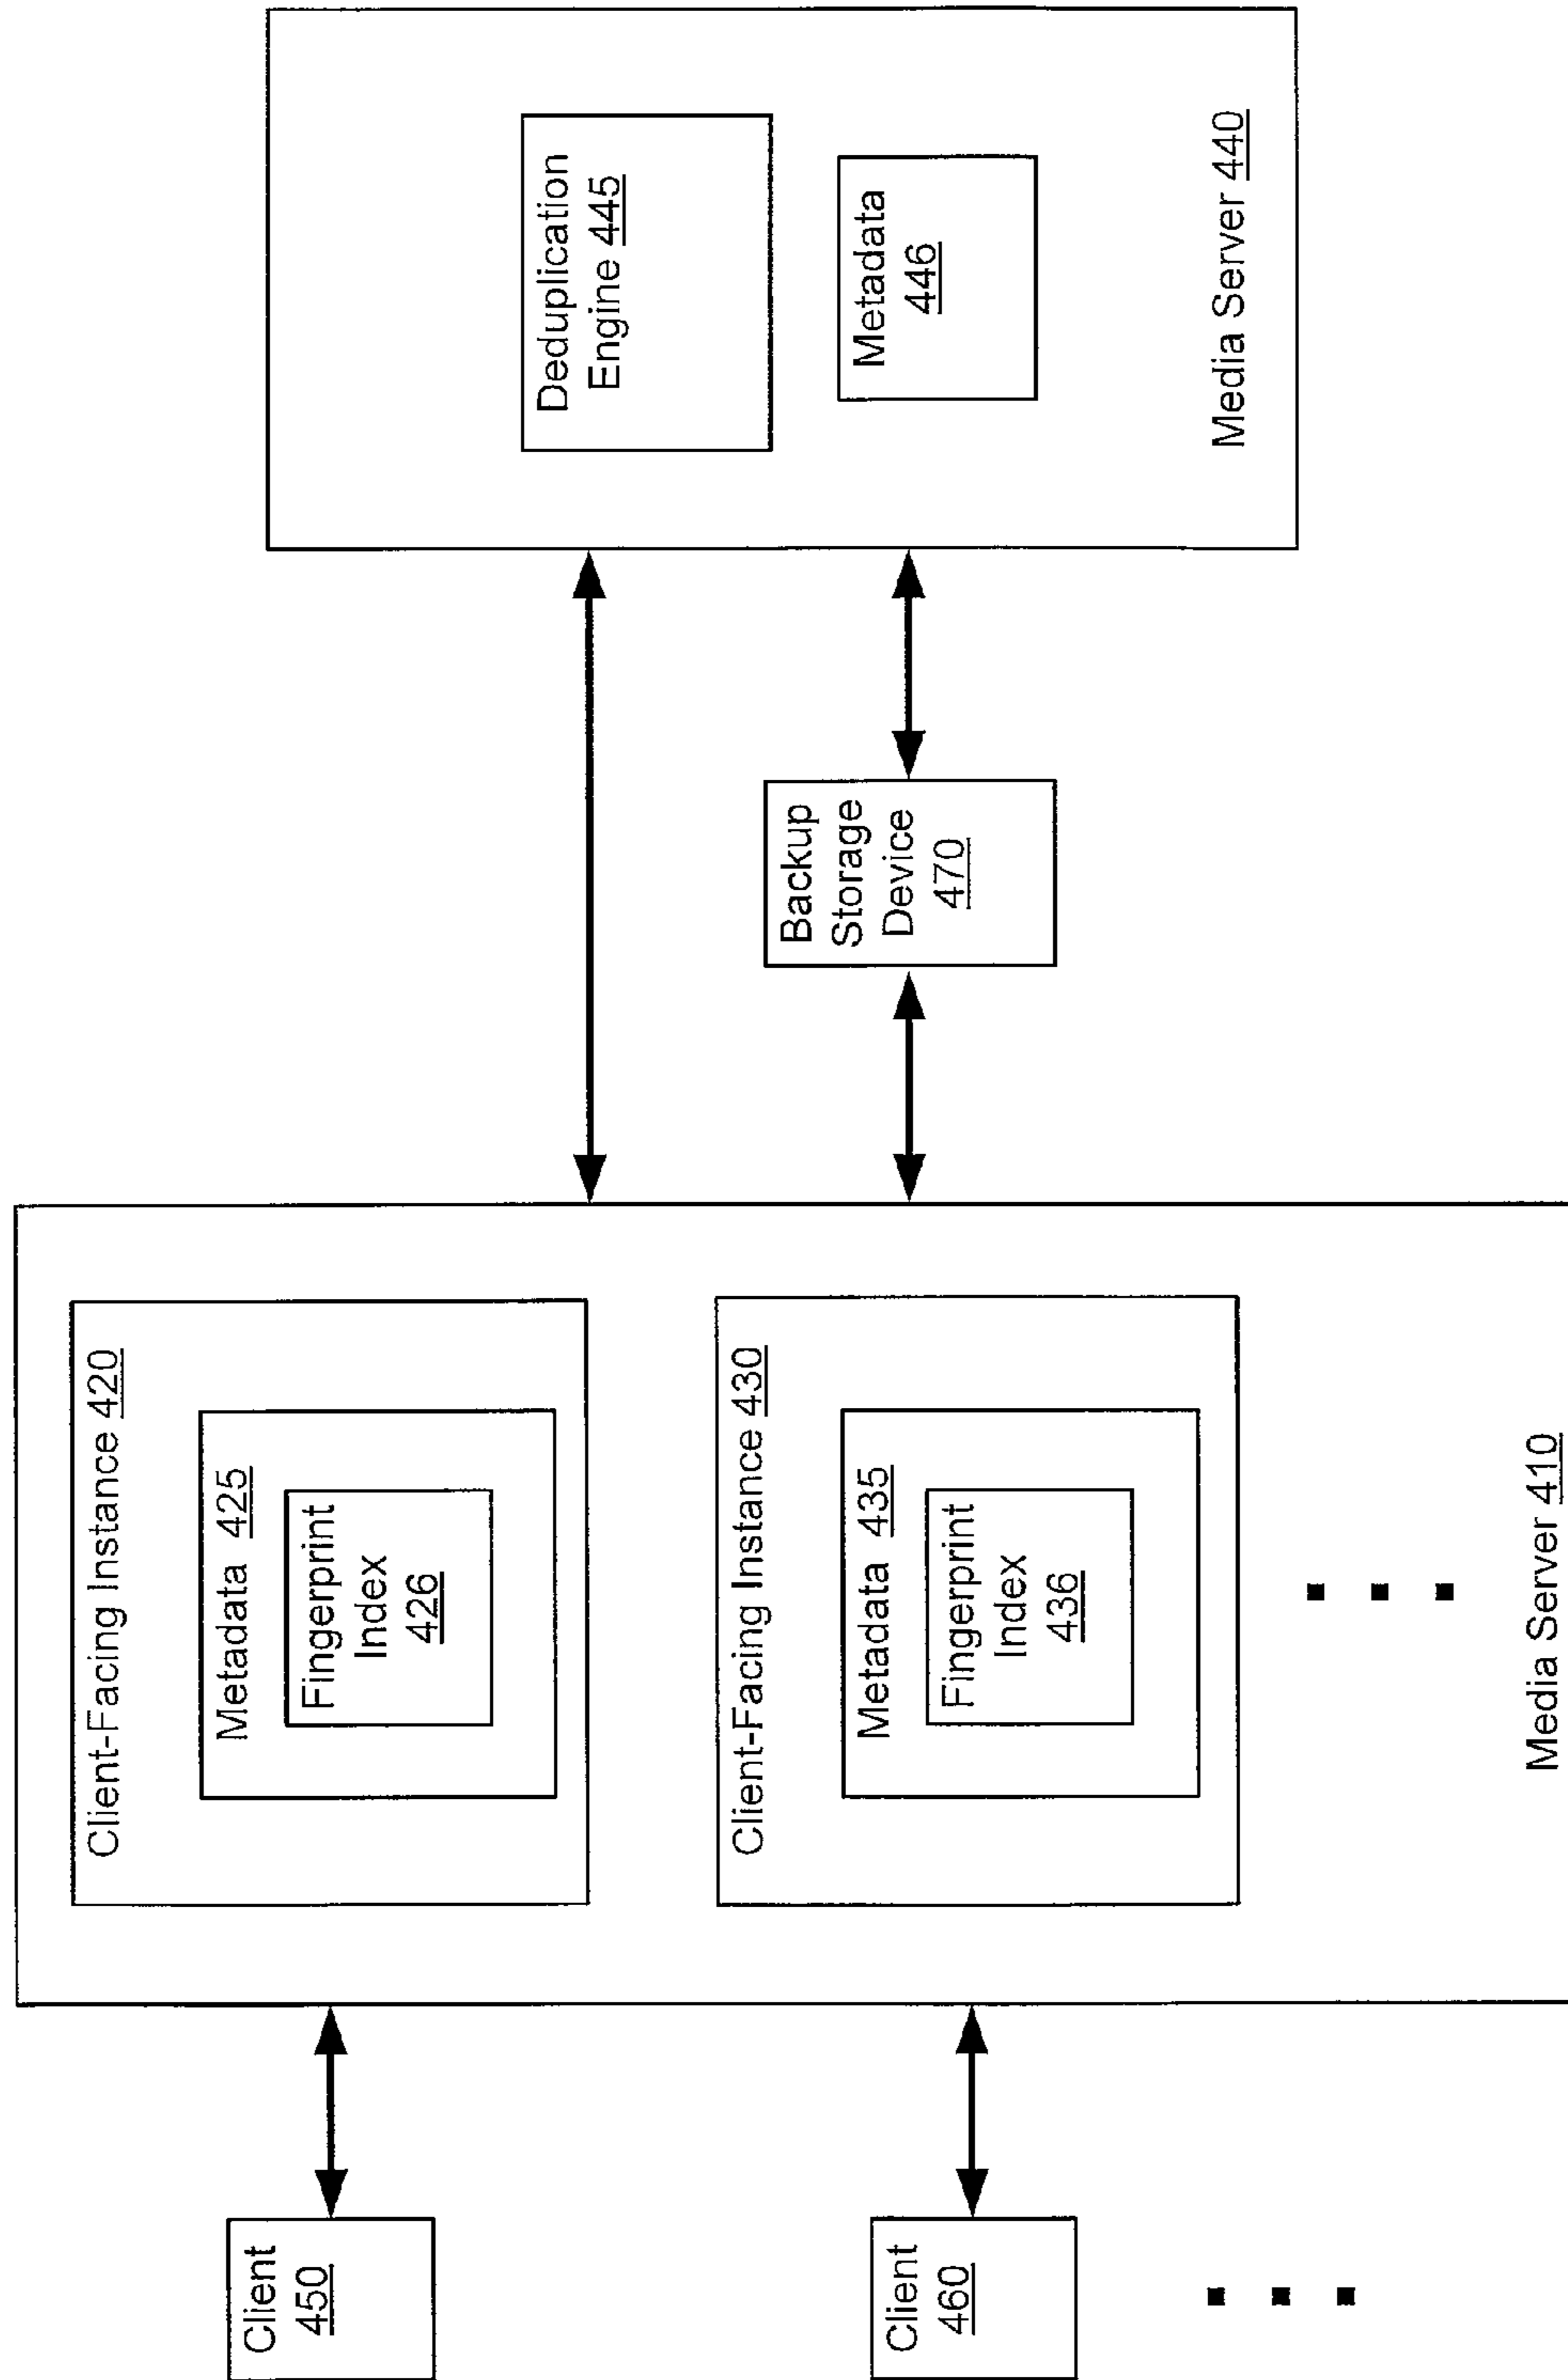 Client
450
Client
460
Client-Facing Instance 420
Metadata 425
Fingerprint
Index
426
Client-Facing Instance 430
Metadata 435
Fingerprint
Index
436
Media Server 410
Backup
Storage
Device
470
Deduplication
Engine 445
Metadata
446
Media Server 440